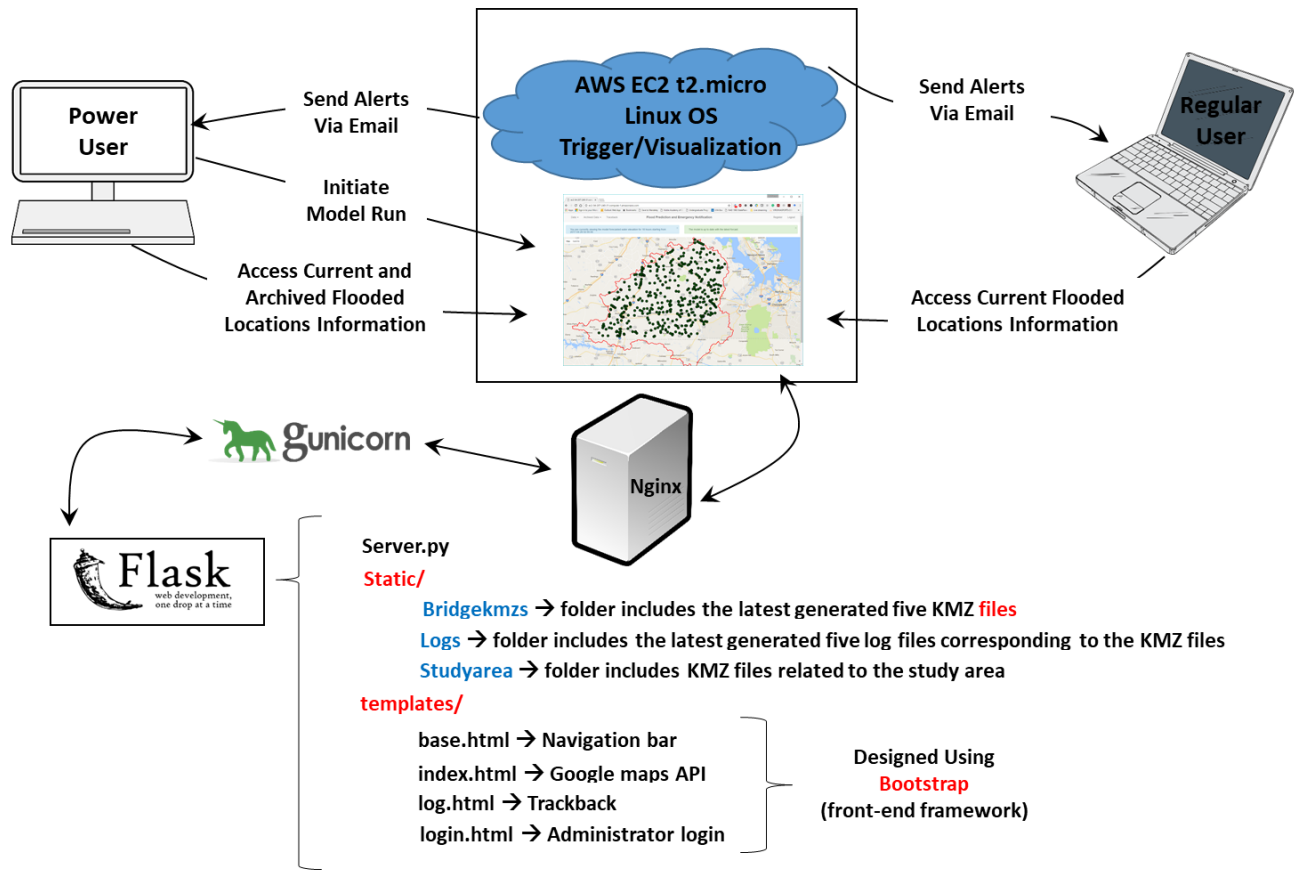 AWS EC2 t2.micro
Linux OS
Trigger/Visualization
Power
User
Send Alerts
Via Email
Initiate
Model Run
Access Current and
Archived Flooded
Locations Information
Send Alerts
Via Email
Regular
User
Access Current Flooded
Locations Information
Flood Prediction and Emergency Notification
gunicorn
Nginx
Flask
web development,
one drop at a time
Server.py
Static/
Bridgekmzs → folder includes the latest generated five KMZ files
Logs → folder includes the latest generated five log files corresponding to the KMZ files
Studyarea → folder includes KMZ files related to the study area
templates/
base.html → Navigation bar
index.html → Google maps API
log.html → Trackback
login.html → Administrator login
Designed Using
Bootstrap
(front-end framework)